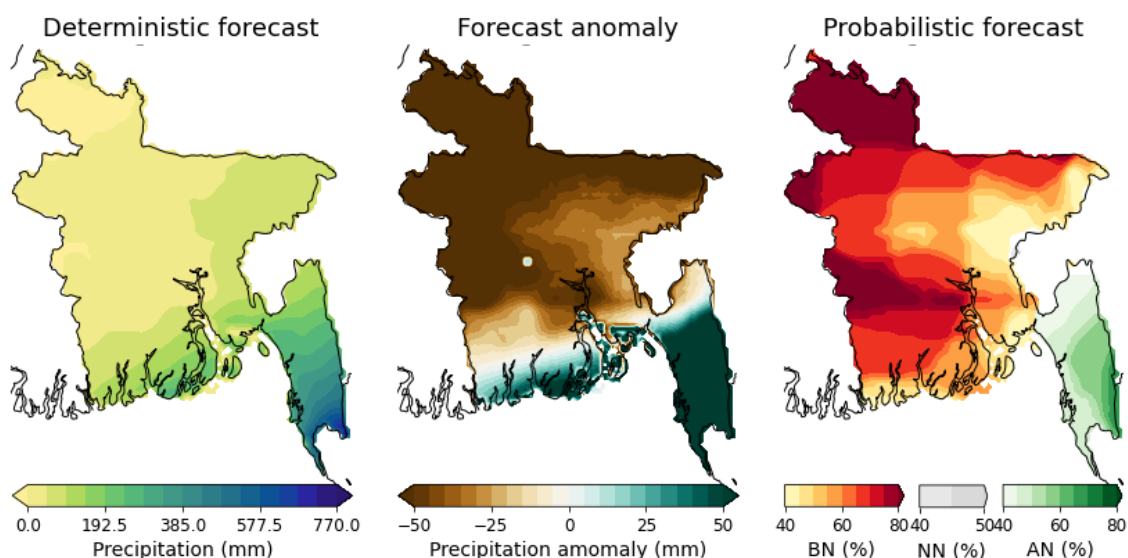 Deterministic forecast
Forecast anomaly
Probabilistic forecast
0.0 192.5 385.0 577.5 770.0
Precipitation (mm)
−50 −25 0 25 50
Precipitation anomaly (mm)
40 60 80
BN (%)
40 50
NN (%)
40 60 80
AN (%)